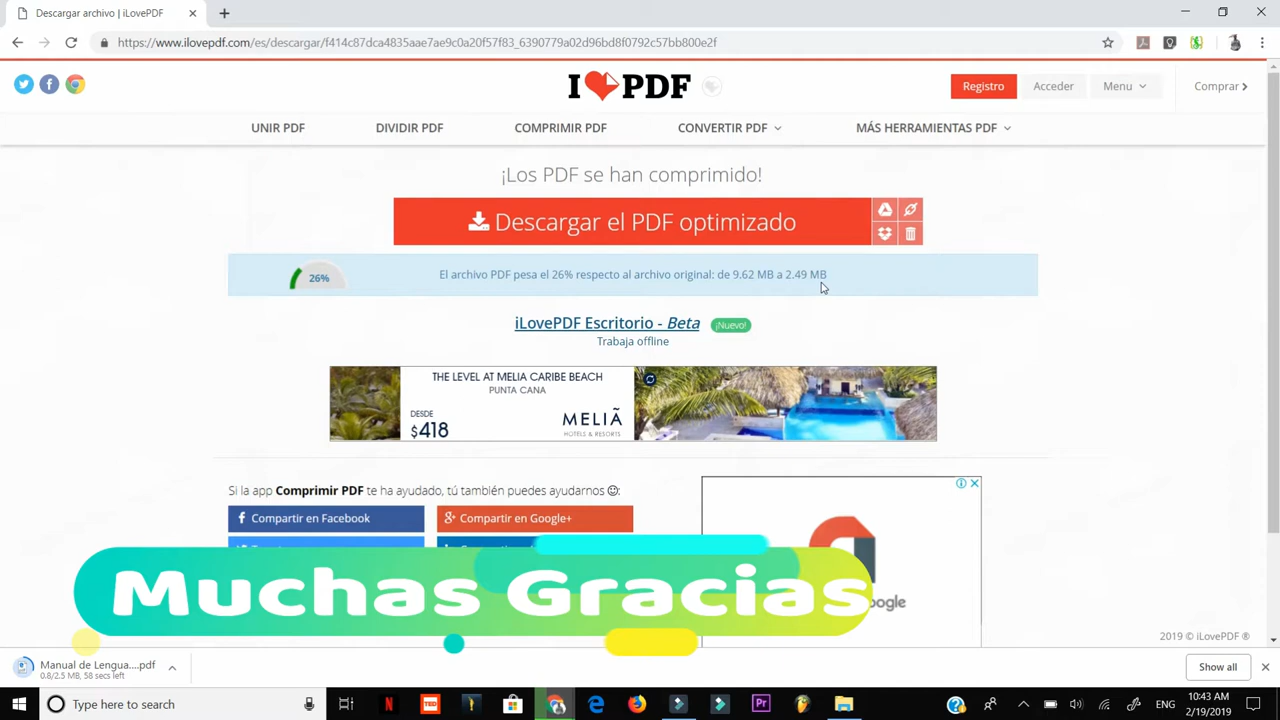 Descargar archivo | iLovePDF
https://www.ilovepdf.com/es/descargar/f414c87dca4835aae7ae9c0a20f57f83_6390779a02d96bd8f0792c57bb800e2f
I PDF
Registro
Acceder
Menu
Comprar
UNIR PDF
DIVIDIR PDF
COMPRIMIR PDF
CONVERTIR PDF
MÁS HERRAMIENTAS PDF
¡Los PDF se han comprimido!
Descargar el PDF optimizado
26%
El archivo PDF pesa el 26% respecto al archivo original: de 9.62 MB a 2.49 MB
iLovePDF Escritorio - Beta
¡Nuevo!
Trabaja offline
THE LEVEL AT MELIA CARIBE BEACH
PUNTA CANA
DESDE
$418
MELIÃ
HOTELS & RESORTS
Si la app Comprimir PDF te ha ayudado, tú también puedes ayudarnos ☺:
Compartir en Facebook
Compartir en Google+
Muchas Gracias
oogle
2019 © iLovePDF ®
Manual de Lengua....pdf
0.8/2.5 MB, 58 secs left
Show all
Type here to search
N
TED
Pr
ENG
10:43 AM
2/19/2019